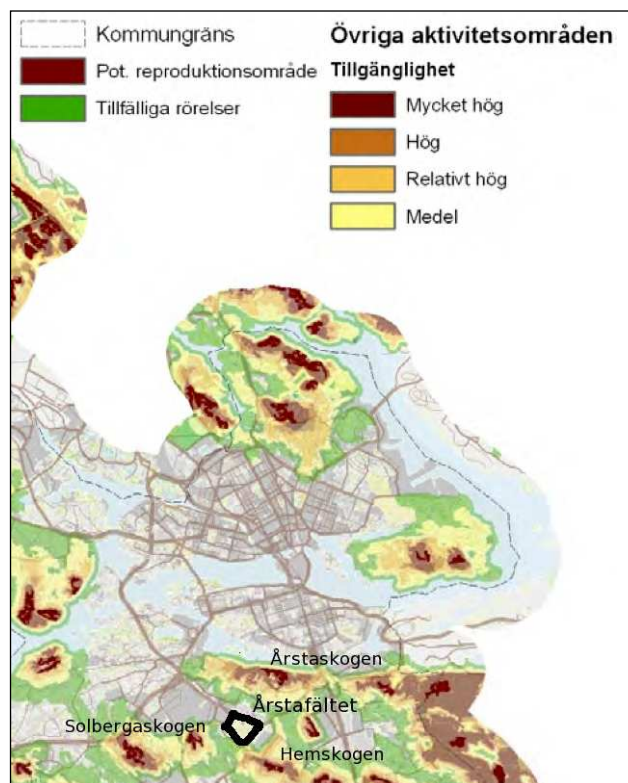 Kommungräns
Pot. reproduktionsområde
Tillfälliga rörelser
Övriga aktivitetsområden
Tillgänglighet
Mycket hög
Hög
Relativt hög
Medel
Årstaskogen
Årstafältet
Solbergaskogen
Hemskogen